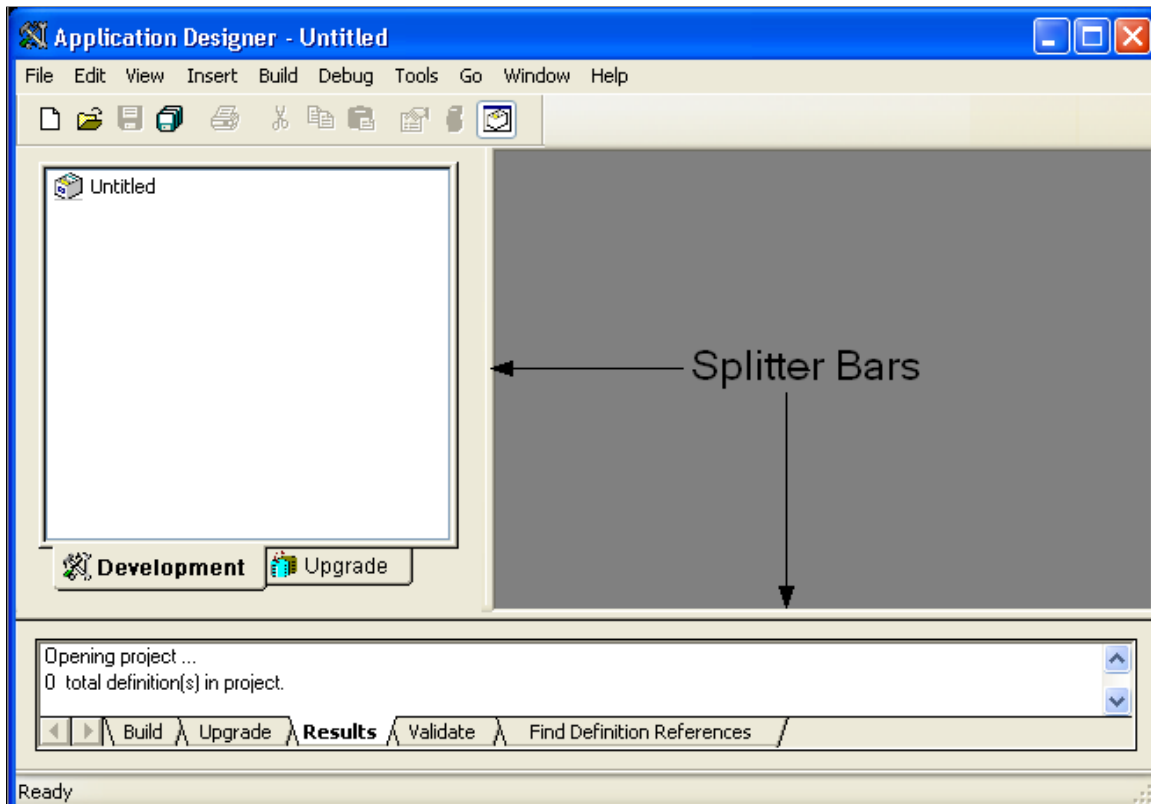 Application Designer - Untitled
File Edit View Insert Build Debug Tools Go Window Help
Untitled
Splitter Bars
Development Upgrade
Opening project ...
0 total definition(s) in project.
Build Upgrade Results Validate Find Definition References
Ready